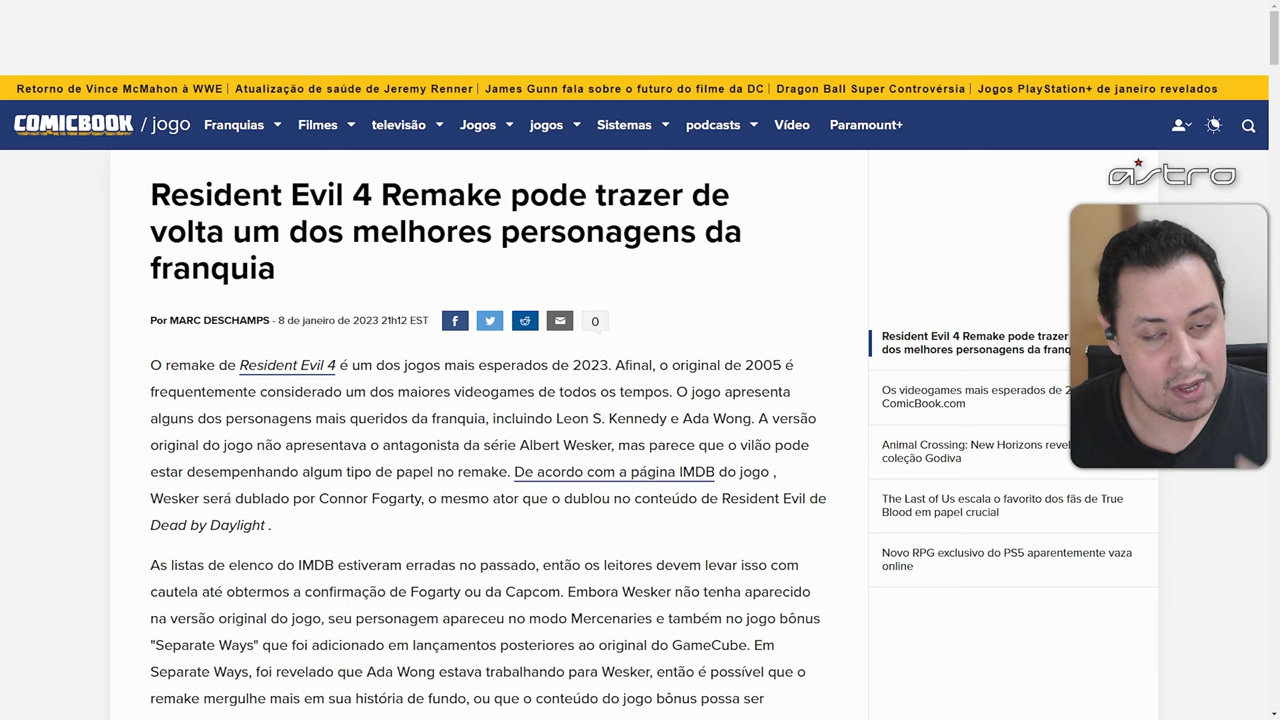 Retorno de Vince McMahon à WWE | Atualização de saúde de Jeremy Renner | James Gunn fala sobre o futuro do filme da DC | Dragon Ball Super Controvérsia | Jogos PlayStation+ de janeiro revelados
COMICBOOK / jogo Franquias Filmes televisão Jogos jogos Sistemas podcasts Vídeo Paramount+
astro
Resident Evil 4 Remake pode trazer de
volta um dos melhores personagens da
franquia
Por MARC DESCHAMPS - 8 de janeiro de 2023 21h12 EST
0
O remake de Resident Evil 4 é um dos jogos mais esperados de 2023. Afinal, o original de 2005 é
frequentemente considerado um dos maiores videogames de todos os tempos. O jogo apresenta
alguns dos personagens mais queridos da franquia, incluindo Leon S. Kennedy e Ada Wong. A versão
original do jogo não apresentava o antagonista da série Albert Wesker, mas parece que o vilão pode
estar desempenhando algum tipo de papel no remake. De acordo com a página IMDB do jogo ,
Wesker será dublado por Connor Fogarty, o mesmo ator que o dublou no conteúdo de Resident Evil de
Dead by Daylight .
As listas de elenco do IMDB estiveram erradas no passado, então os leitores devem levar isso com
cautela até obtermos a confirmação de Fogarty ou da Capcom. Embora Wesker não tenha aparecido
na versão original do jogo, seu personagem apareceu no modo Mercenaries e também no jogo bônus
"Separate Ways" que foi adicionado em lançamentos posteriores ao original do GameCube. Em
Separate Ways, foi revelado que Ada Wong estava trabalhando para Wesker, então é possível que o
remake mergulhe mais em sua história de fundo, ou que o conteúdo do jogo bônus possa ser
Resident Evil 4 Remake pode trazer
dos melhores personagens da
Os videogames mais esperados de
ComicBook.com
Animal Crossing: New Horizons
coleção Godiva
The Last of Us escala o favorito dos fãs de True
Blood em papel crucial
Novo RPG exclusivo do PS5 aparentemente vaza
online